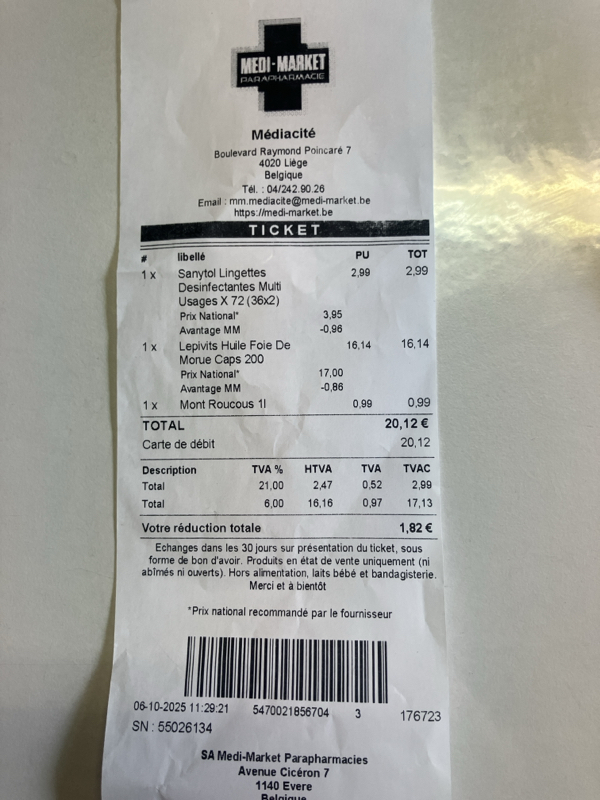 MEDI-MARKET
PARAPHARMACIE
Médiacité
Boulevard Raymond Poincaré 7
4020 Liège
Belgique
Tél. : 04/242.90.26
Email : mm.mediacite@medi-market.be
https://medi-market.be
TICKET
# libellé PU TOT
1 x Sanytol Lingettes 2,99 2,99
Desinfectantes Multi
Usages X 72 (36x2)
Prix National* 3,95
Avantage MM -0,96
1 x Lepivits Huile Foie De 16,14 16,14
Morue Caps 200
Prix National* 17,00
Avantage MM -0,86
1 x Mont Roucous 1l 0,99 0,99
TOTAL 20,12 €
Carte de débit 20,12
Description TVA % HTVA TVA TVAC
Total 21,00 2,47 0,52 2,99
Total 6,00 16,16 0,97 17,13
Votre réduction totale 1,82 €
Echanges dans les 30 jours sur présentation du ticket, sous
forme de bon d'avoir. Produits en état de vente uniquement (ni
abîmés ni ouverts). Hors alimentation, laits bébé et bandagisterie.
Merci et à bientôt
*Prix national recommandé par le fournisseur
06-10-2025 11:29:21 5470021856704 3 176723
SN : 55026134
SA Medi-Market Parapharmacies
Avenue Cicéron 7
1140 Evere
Belgique